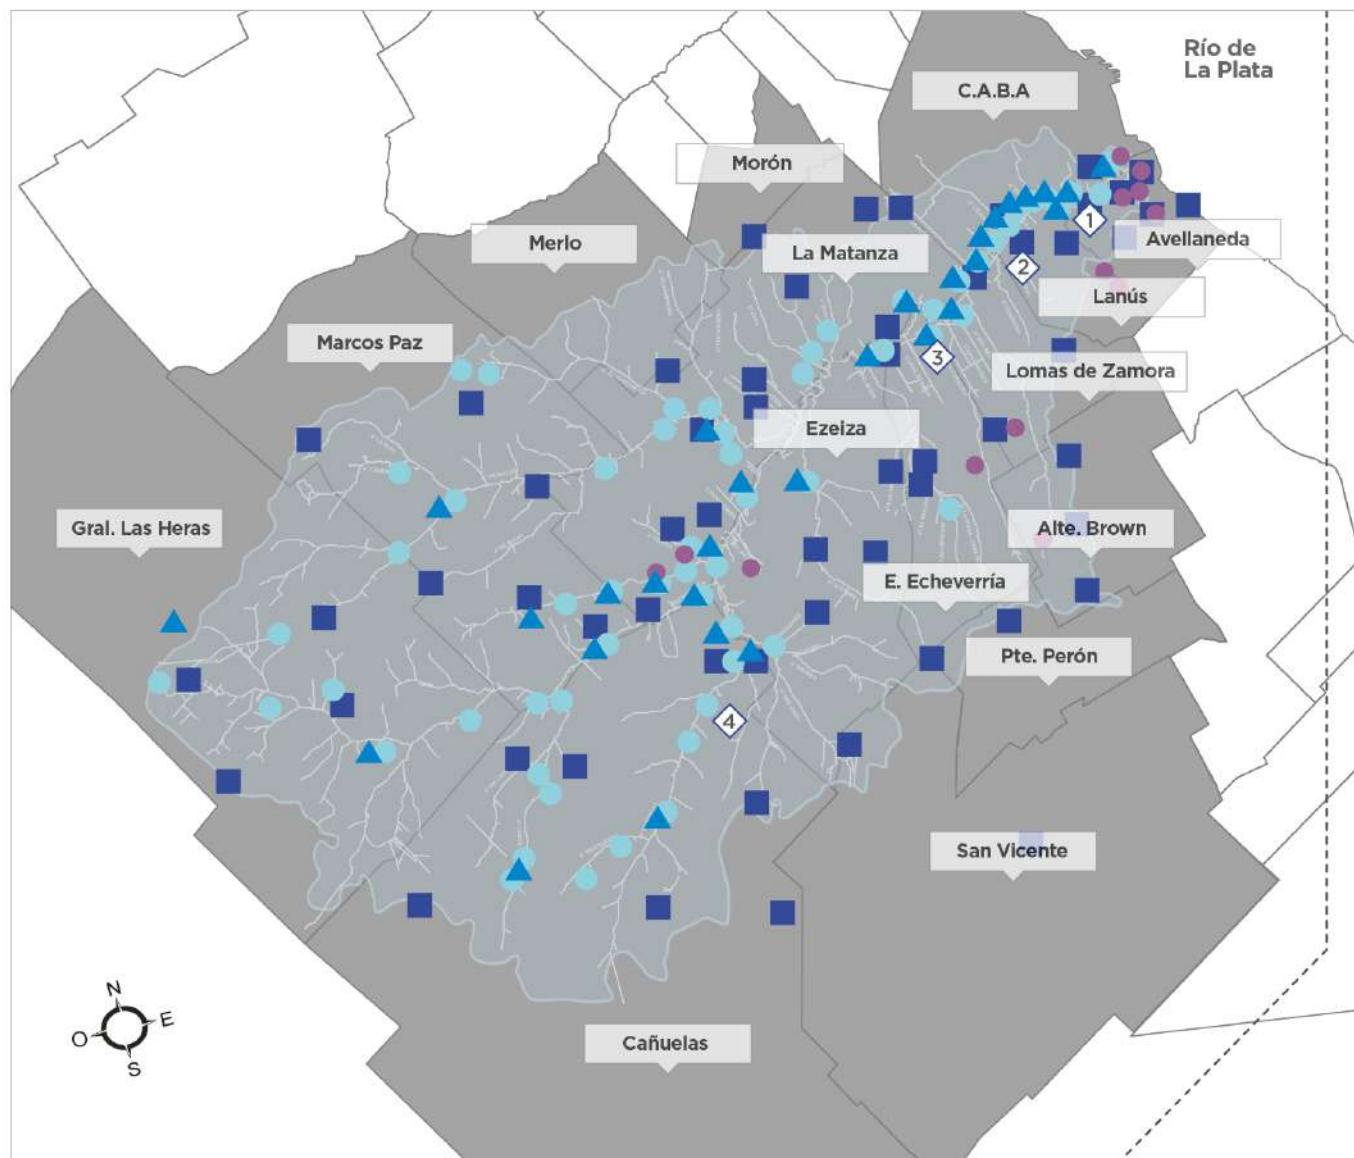 Río de
La Plata
C.A.B.A
Morón
Merlo
La Matanza
1
Avellaneda
2
Lanús
Marcos Paz
3
Lomas de Zamora
Ezeiza
Gral. Las Heras
Alte. Brown
E. Echeverría
Pte. Perón
4
San Vicente
N
O
E
S
Cañuelas